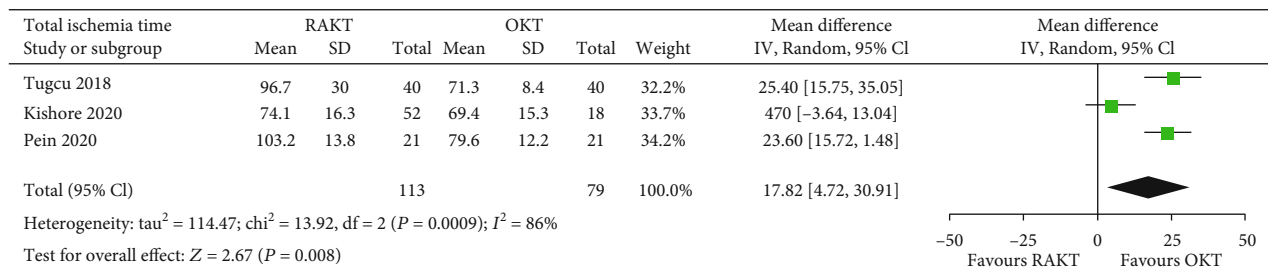 Total ischemia time RAKT OKT Mean difference Mean difference
Study or subgroup Mean SD Total Mean SD Total Weight IV, Random, 95% Cl IV, Random, 95% Cl
Tugcu 2018 96.7 30 40 71.3 8.4 40 32.2% 25.40 [15.75, 35.05]
Kishore 2020 74.1 16.3 52 69.4 15.3 18 33.7% 470 [–3.64, 13.04]
Pein 2020 103.2 13.8 21 79.6 12.2 21 34.2% 23.60 [15.72, 1.48]
Total (95% Cl) 113 79 100.0% 17.82 [4.72, 30.91]
Heterogeneity: tau² = 114.47; chi² = 13.92, df = 2 (P = 0.0009); I² = 86%
Test for overall effect: Z = 2.67 (P = 0.008)
–50 –25 0 25 50
Favours RAKT Favours OKT